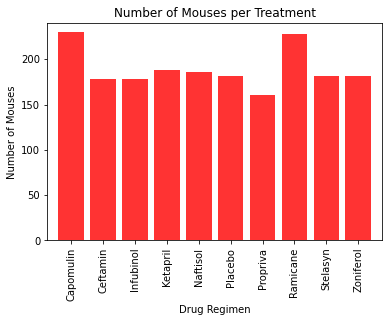 Number of Mouses per Treatment
Number of Mouses
200
150
100
50
0
Capomulin
Ceftamin
Infubinol
Ketapril
Naftisol
Placebo
Propriva
Ramicane
Stelasyn
Zoniferol
Drug Regimen